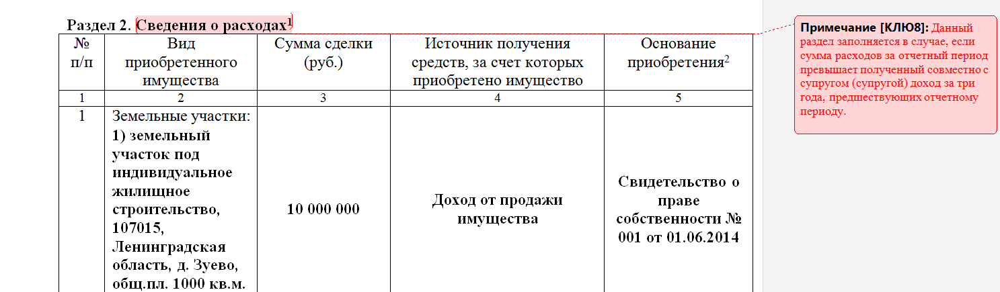 Раздел 2. Сведения о расходах1
№
п/п
Вид
приобретенного
имущества
Сумма сделки
(руб.)
Источник получения
средств, за счет которых
приобретено имущество
Основание
приобретения2
1 2 3 4 5
1
Земельные участки:
1) земельный
участок под
индивидуальное
жилищное
строительство,
107015,
Ленинградская
область, д. Зуево,
общ.пл. 1000 кв.м.
10 000 000
Доход от продажи
имущества
Свидетельство о
праве
собственности №
001 от 01.06.2014
Примечание [КЛЮ8]: Данный
раздел заполняется в случае, если
сумма расходов за отчетный период
превышает полученный совместно с
супругом (супругой) доход за три
года, предшествующих отчетному
периоду.